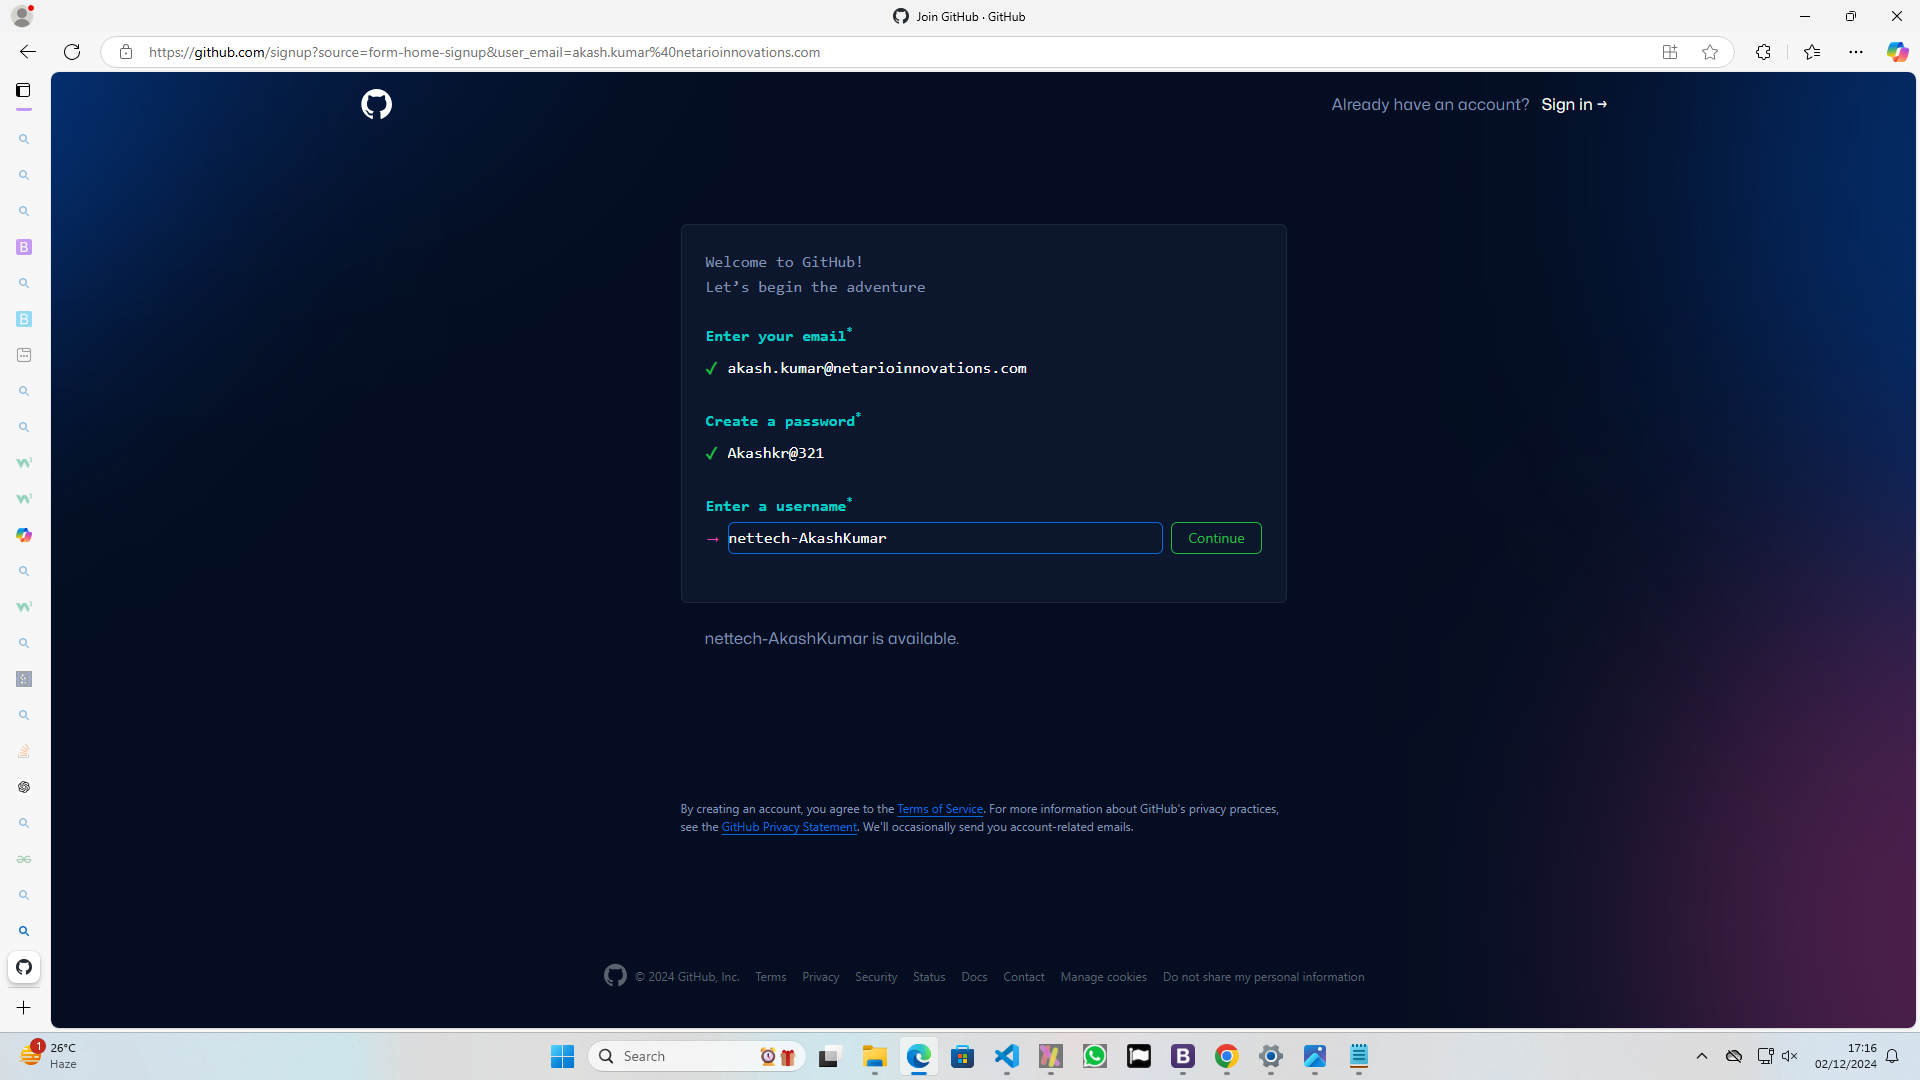 Join GitHub · GitHub
https://github.com/signup?source=form-home-signup&user_email=akash.kumar%40netarioinnovations.com
Already have an account? Sign in →
Welcome to GitHub!
Let’s begin the adventure
Enter your email*
✓ akash.kumar@netarioinnovations.com
Create a password*
✓ Akashkr@321
Enter a username*
→ nettech-AkashKumar Continue
nettech-AkashKumar is available.
By creating an account, you agree to the Terms of Service. For more information about GitHub's privacy practices,
see the GitHub Privacy Statement. We'll occasionally send you account-related emails.
© 2024 GitHub, Inc. Terms Privacy Security Status Docs Contact Manage cookies Do not share my personal information
1 26°C
Haze
Search
17:16
02/12/2024